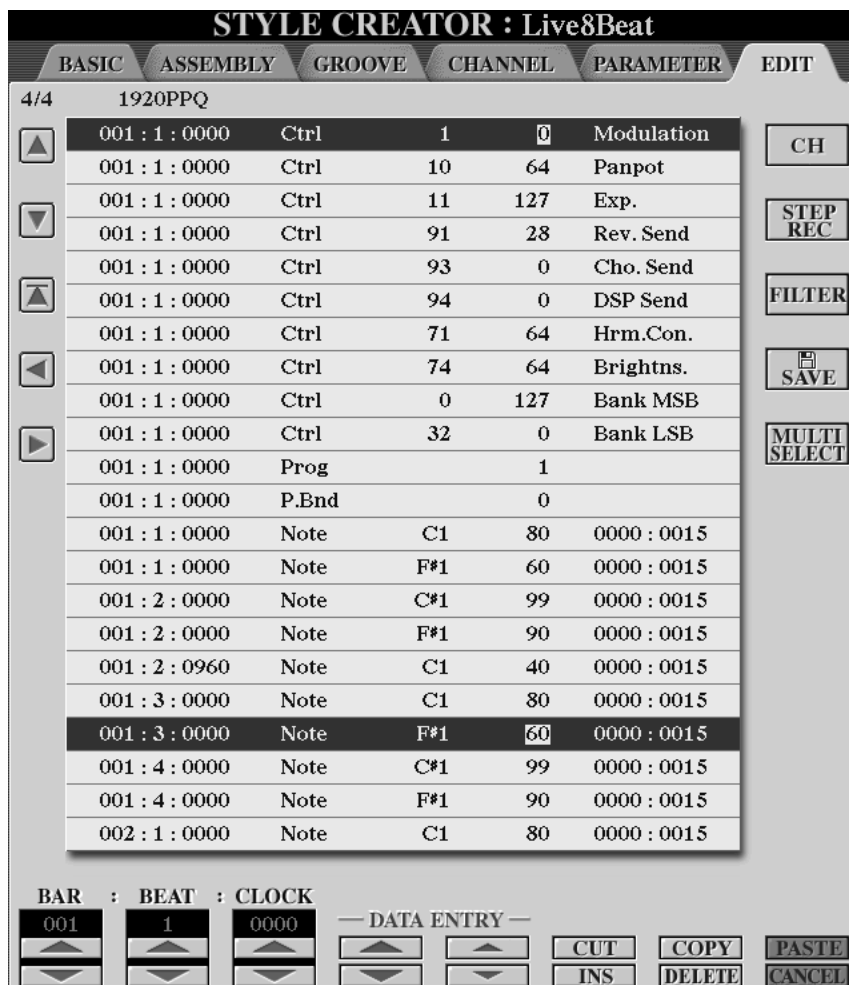 STYLE CREATOR : Live8Beat
BASIC ASSEMBLY GROOVE CHANNEL PARAMETER EDIT
4/4 1920PPQ
001 : 1 : 0000 Ctrl 1 0 Modulation
001 : 1 : 0000 Ctrl 10 64 Panpot
001 : 1 : 0000 Ctrl 11 127 Exp.
001 : 1 : 0000 Ctrl 91 28 Rev. Send
001 : 1 : 0000 Ctrl 93 0 Cho. Send
001 : 1 : 0000 Ctrl 94 0 DSP Send
001 : 1 : 0000 Ctrl 71 64 Hrm.Con.
001 : 1 : 0000 Ctrl 74 64 Brightns.
001 : 1 : 0000 Ctrl 0 127 Bank MSB
001 : 1 : 0000 Ctrl 32 0 Bank LSB
001 : 1 : 0000 Prog 1
001 : 1 : 0000 P.Bnd 0
001 : 1 : 0000 Note C1 80 0000 : 0015
001 : 1 : 0000 Note F#1 60 0000 : 0015
001 : 2 : 0000 Note C#1 99 0000 : 0015
001 : 2 : 0000 Note F#1 90 0000 : 0015
001 : 2 : 0960 Note C1 40 0000 : 0015
001 : 3 : 0000 Note C1 80 0000 : 0015
001 : 3 : 0000 Note F#1 60 0000 : 0015
001 : 4 : 0000 Note C#1 99 0000 : 0015
001 : 4 : 0000 Note F#1 90 0000 : 0015
002 : 1 : 0000 Note C1 80 0000 : 0015
CH
STEP
REC
FILTER
SAVE
MULTI
SELECT
BAR : BEAT : CLOCK
001 1 0000
DATA ENTRY
CUT COPY PASTE
INS DELETE CANCEL